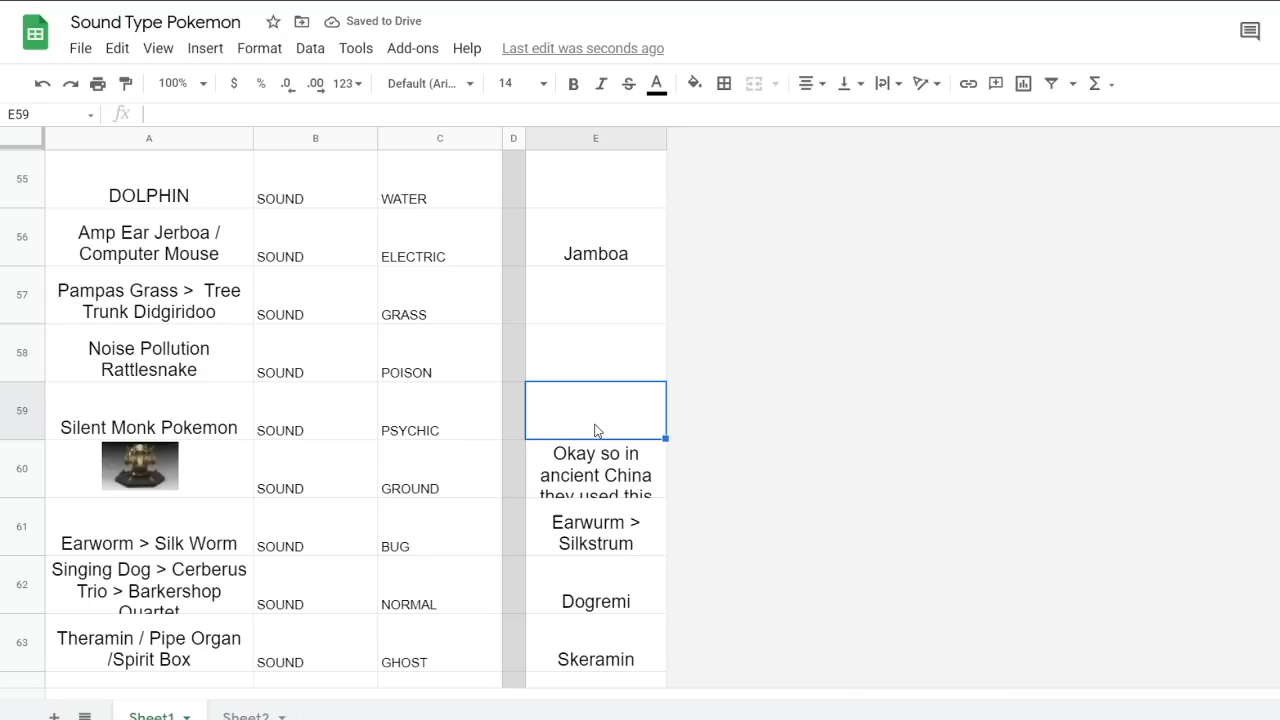 Sound Type Pokemon
Saved to Drive
File Edit View Insert Format Data Tools Add-ons Help Last edit was seconds ago
100% $ % .0 .00 123 Default (Ari... 14 B I S A
E59 fx
A B C D E
55 DOLPHIN SOUND WATER
56 Amp Ear Jerboa /
Computer Mouse SOUND ELECTRIC Jamboa
57 Pampas Grass > Tree
Trunk Didgiridoo SOUND GRASS
58 Noise Pollution
Rattlesnake SOUND POISON
59 Silent Monk Pokemon SOUND PSYCHIC
60 SOUND GROUND Okay so in
ancient China
they used this
61 Earworm > Silk Worm SOUND BUG Earwurm >
Silkstrum
62 Singing Dog > Cerberus
Trio > Barkershop
Quartet SOUND NORMAL Dogremi
63 Theramin / Pipe Organ
/Spirit Box SOUND GHOST Skeramin
Sheet1 Sheet2